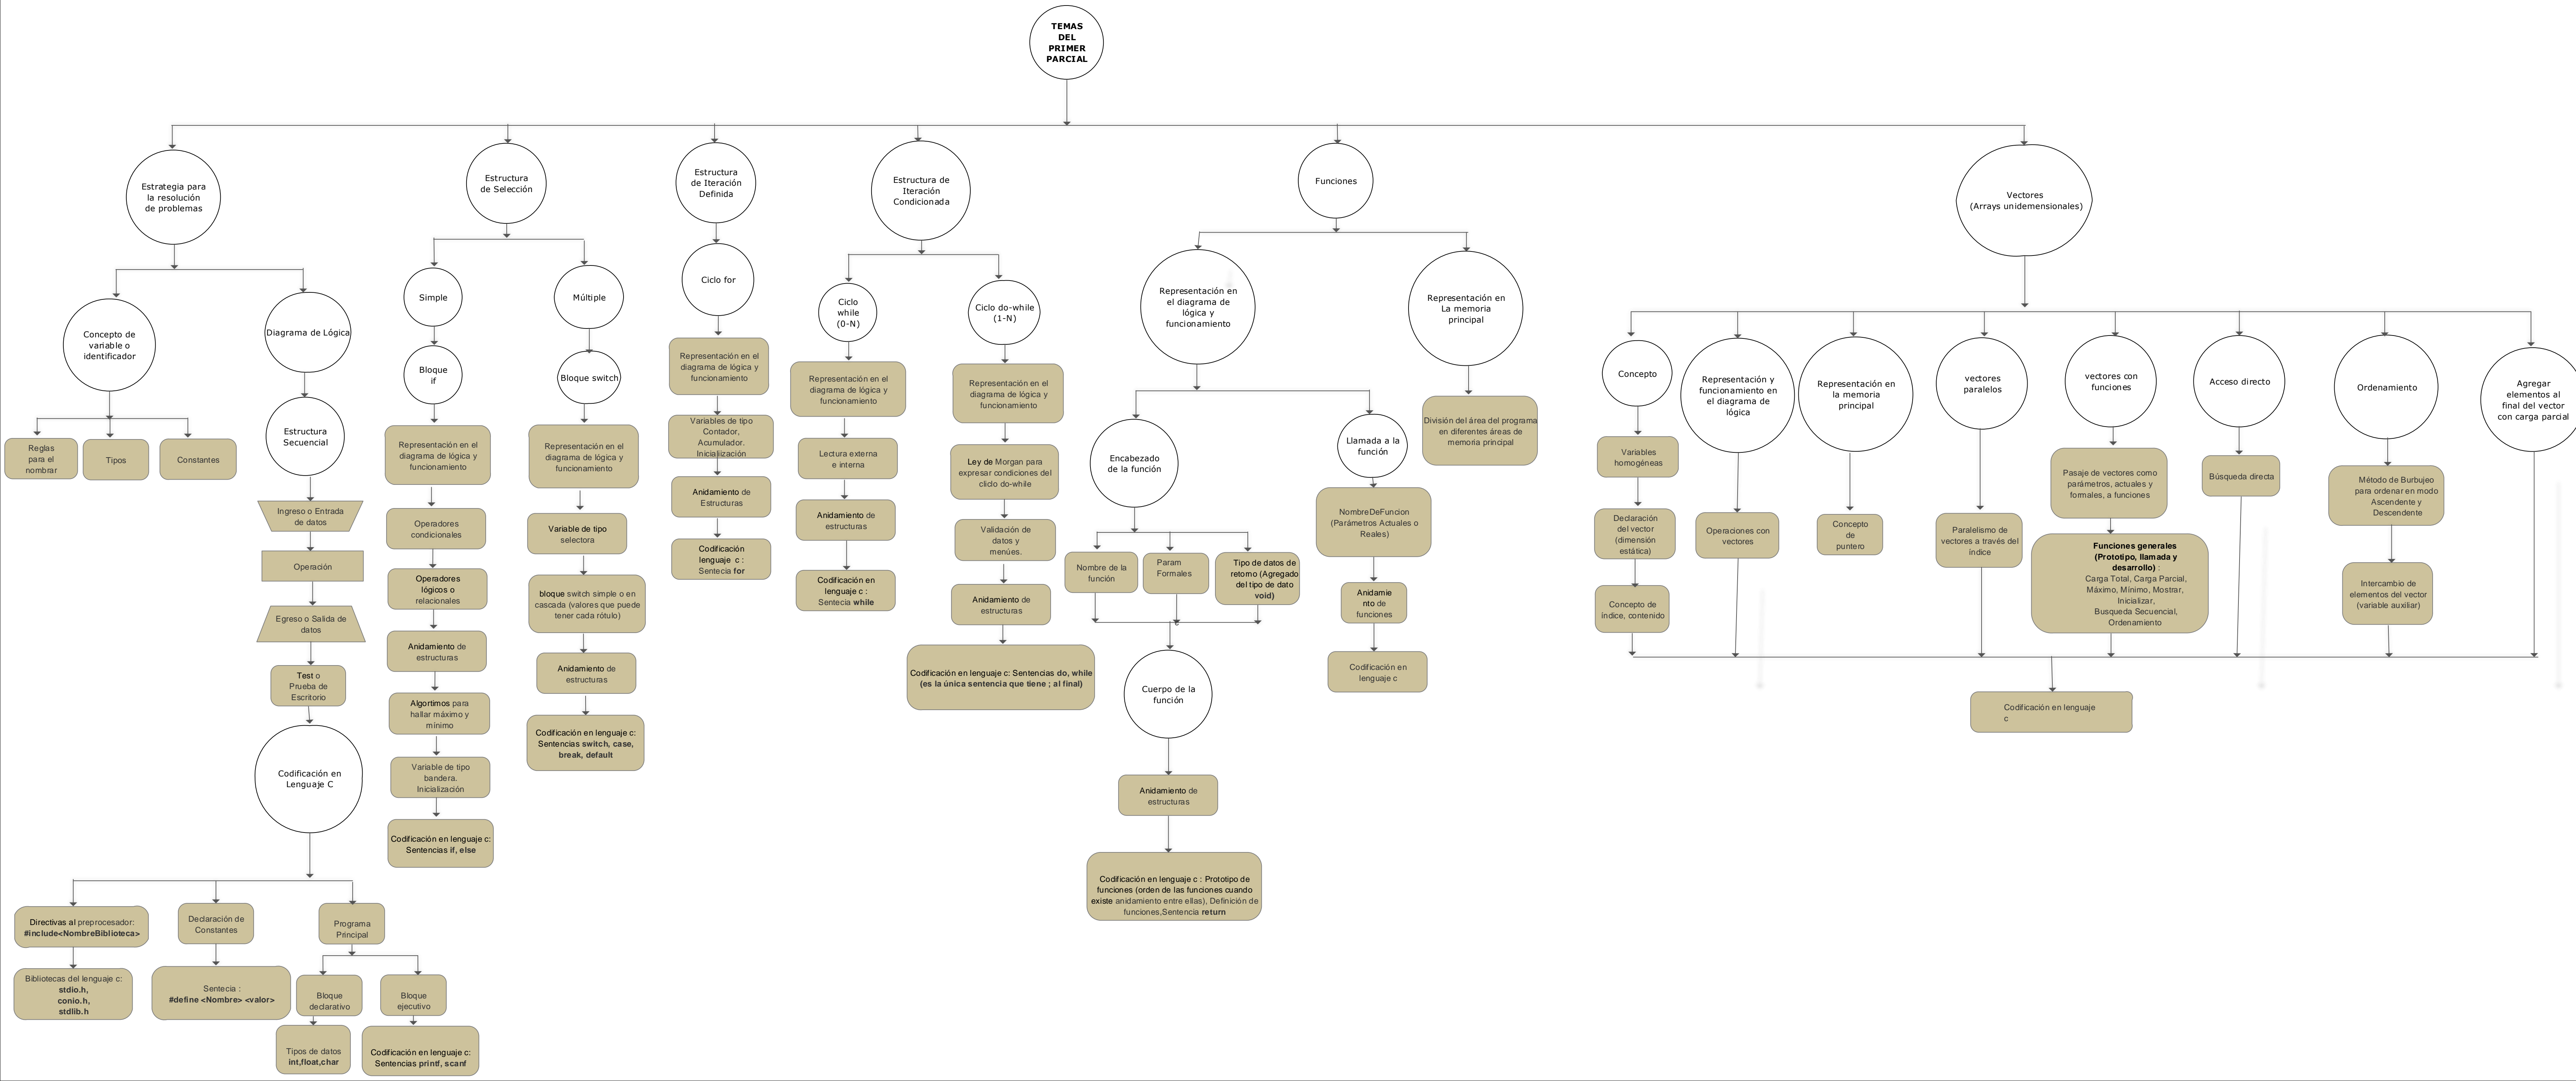 TEMAS
DEL
PRIMER
PARCIAL
Estrategia para
la resolución
de problemas
Concepto de
variable o
identificador
Reglas
para el
nombrar
Tipos
Constantes
Diagrama de Lógica
Estructura
Secuencial
Ingreso o Entrada
de datos
Operación
Egreso o Salida de
datos
Test o
Prueba de
Escritorio
Codificación en
Lenguaje C
Directivas al preprocesador:
#include<NombreBiblioteca>
Bibliotecas del lenguaje c:
stdio.h,
conio.h,
stdlib.h
Declaración de
Constantes
Sentecia :
#define <Nombre> <valor>
Programa
Principal
Bloque
declarativo
Tipos de datos
int,float,char
Bloque
ejecutivo
Codificación en lenguaje c:
Sentencias printf, scanf
Estructura
de Selección
Simple
Bloque
if
Representación en el
diagrama de lógica y
funcionamiento
Operadores
condicionales
Operadores
lógicos o
relacionales
Anidamiento de
estructuras
Algortimos para
hallar máximo y
mínimo
Variable de tipo
bandera.
Inicialización
Codificación en lenguaje c:
Sentencias if, else
Múltiple
Bloque switch
Representación en el
diagrama de lógica y
funcionamiento
Variable de tipo
selectora
bloque switch simple o en
cascada (valores que puede
tener cada rótulo)
Anidamiento de
estructuras
Codificación en lenguaje c:
Sentencias switch, case,
break, default
Estructura
de Iteración
Definida
Ciclo for
Representación en el
diagrama de lógica y
funcionamiento
Variables de tipo
Contador,
Acumulador.
Inicialiización
Anidamiento de
Estructuras
Codificación
lenguaje c :
Sentecia for
Estructura de
Iteración
Condicionada
Ciclo
while
(0-N)
Representación en el
diagrama de lógica y
funcionamiento
Lectura externa
e interna
Anidamiento de
estructuras
Codificación en
lenguaje c :
Sentecia while
Ciclo do-while
(1-N)
Representación en el
diagrama de lógica y
funcionamiento
Ley de Morgan para
expresar condiciones del
cliclo do-while
Validación de
datos y
menúes.
Anidamiento de
estructuras
Codificación en lenguaje c: Sentencias do, while
(es la única sentencia que tiene ; al final)
Funciones
Representación en
el diagrama de
lógica y
funcionamiento
Encabezado
de la función
Nombre de la
función
Param
Formales
Tipo de datos de
retorno (Agregado
del tipo de dato
void)
Cuerpo de la
función
Anidamiento de
estructuras
Codificación en lenguaje c : Prototipo de
funciones (orden de las funciones cuando
existe anidamiento entre ellas), Definición de
funciones,Sentencia return
Llamada a la
función
NombreDeFuncion
(Parámetros Actuales o
Reales)
Anidamie
nto de
funciones
Codificación en
lenguaje c
Representación en
La memoria
principal
División del área del programa
en diferentes áreas de
memoria principal
Vectores
(Arrays unidemensionales)
Concepto
Variables
homogéneas
Declaración
del vector
(dimensión
estática)
Concepto de
índice, contenido
Representación y
funcionamiento en
el diagrama de
lógica
Operaciones con
vectores
Representación en
la memoria
principal
Concepto
de
puntero
vectores
paralelos
Paralelismo de
vectores a través del
índice
vectores con
funciones
Pasaje de vectores como
parámetros, actuales y
formales, a funciones
Funciones generales
(Prototipo, llamada y
desarrollo) :
Carga Total, Carga Parcial,
Máximo, Mínimo, Mostrar,
Inicializar,
Busqueda Secuencial,
Ordenamiento
Acceso directo
Búsqueda directa
Ordenamiento
Método de Burbujeo
para ordenar en modo
Ascendente y
Descendente
Intercambio de
elementos del vector
(variable auxiliar)
Agregar
elementos al
final del vector
con carga parcial
Codificación en lenguaje
c